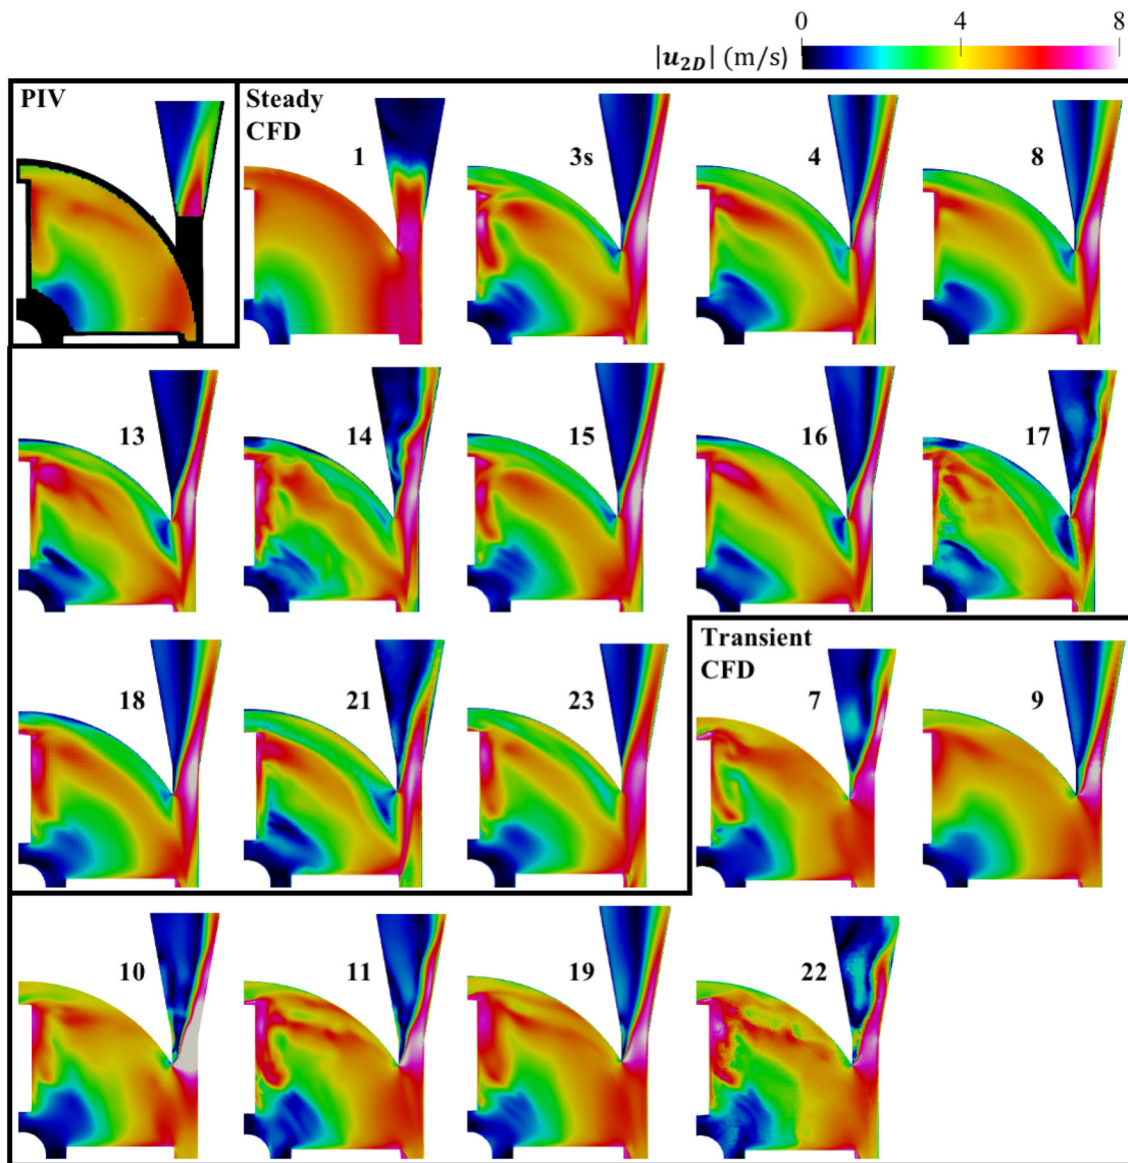 0 4 8
|u2D| (m/s)
PIV
Steady
CFD
1 3s 4 8
13 14 15 16 17
18 21 23
Transient
CFD
7 9
10 11 19 22